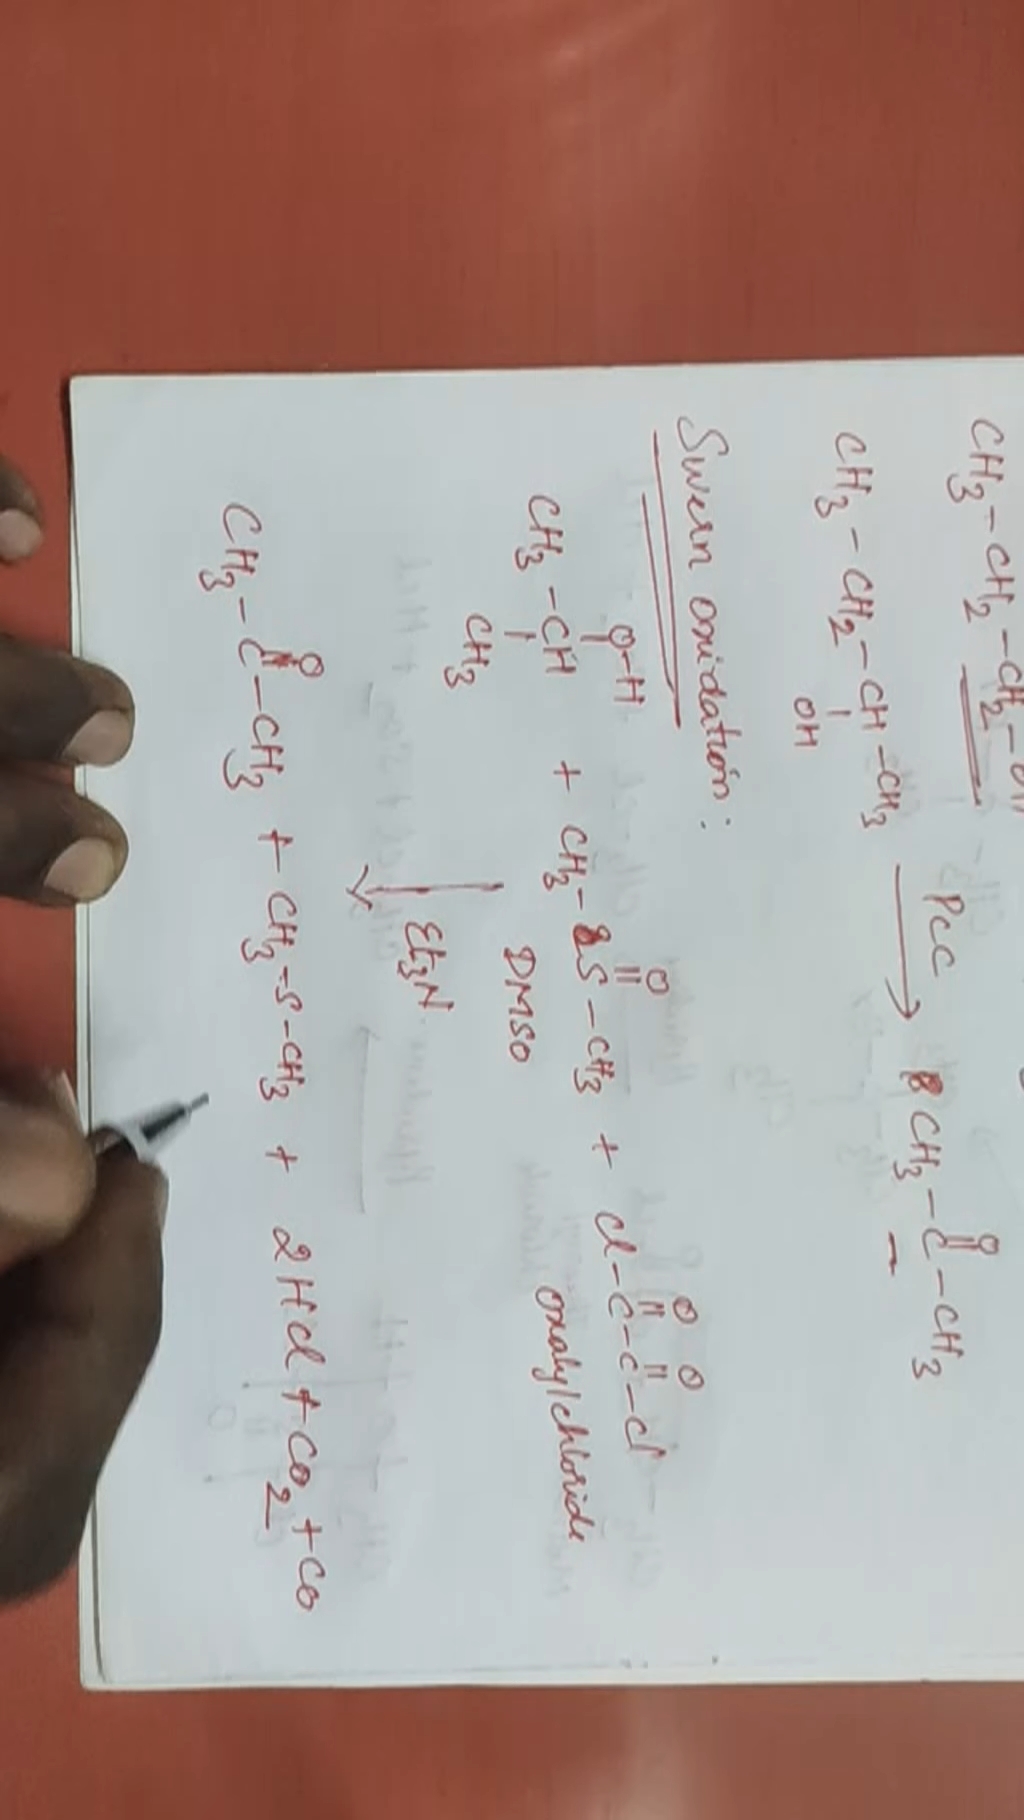 CH3-CH2-CH2-OH
CH3-CH2-CH-CH3 → PCC CH3-C-CH3
OH O
Swern oxidation:
O-H O O O
CH3-CH + CH3-S-CH3 + Cl-C-C-Cl
CH3 DMSO oxalylchloride
Et3N
O
CH3-C-CH3 + CH3-S-CH3 + 2HCl + CO2 + CO